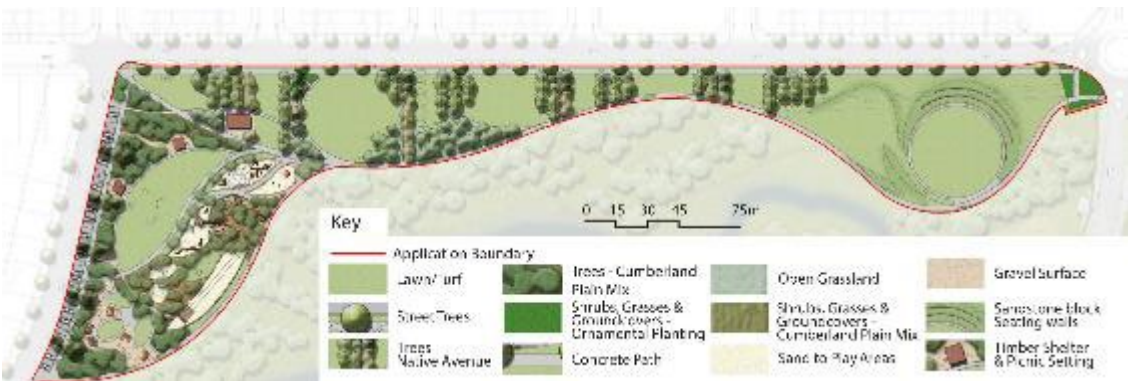 Key
0 15 30 45 75m
Application Boundary
Lawn/Turf
Trees - Cumberland
Plain Mix
Open Grassland
Gravel Surface
Street Trees
Shrubs, Grasses &
Groundcovers -
Ornamental Planting
Shrubs, Grasses &
Groundcovers -
Cumberland Plain Mix
Sandstone block
Seating walls
Trees
Native Avenue
Concrete Path
Sand to Play Areas
Timber Shelter
& Picnic Setting